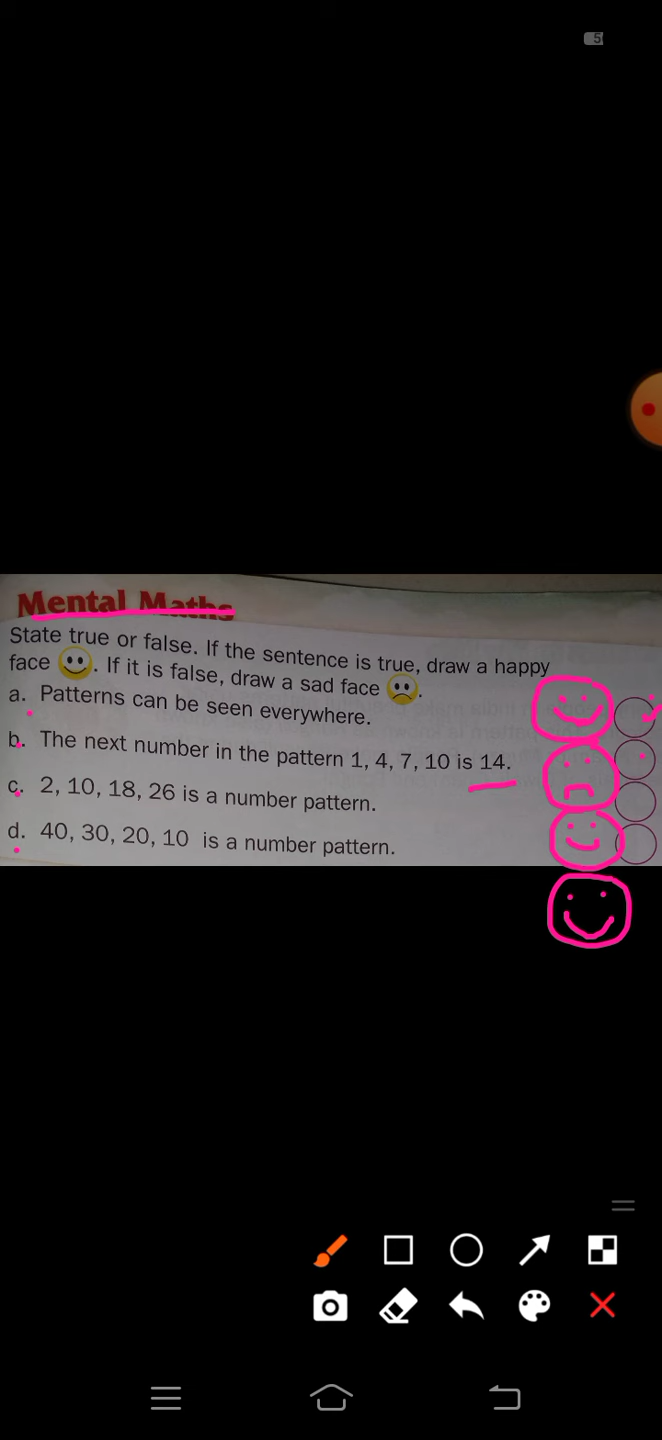 5
Mental Maths
State true or false. If the sentence is true, draw a happy
face . If it is false, draw a sad face .
a. Patterns can be seen everywhere.
b. The next number in the pattern 1, 4, 7, 10 is 14.
c. 2, 10, 18, 26 is a number pattern.
d. 40, 30, 20, 10 is a number pattern.